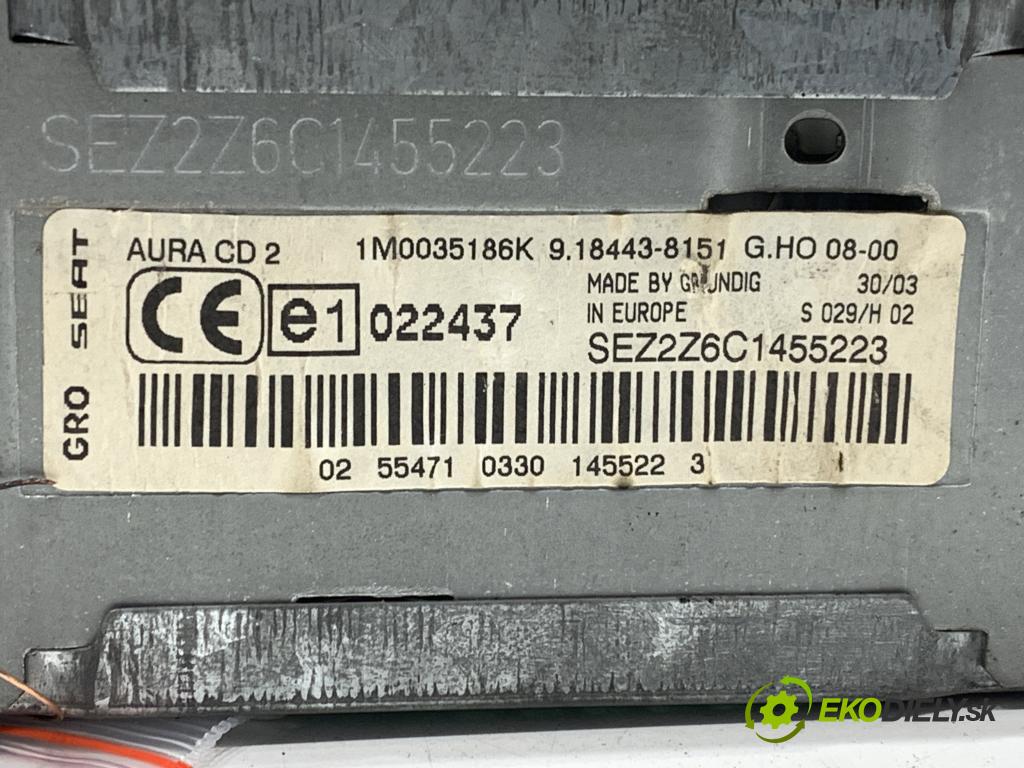 SEZ2Z6C1455223
GRO SEAT
AURA CD 2 1M0035186K 9.18443-8151 G.HO 08-00
CE e1 022437
MADE BY GRUNDIG 30/03
IN EUROPE S 029/H 02
SEZ2Z6C1455223
02 55471 0330 145522 3
EKODIELY.SK